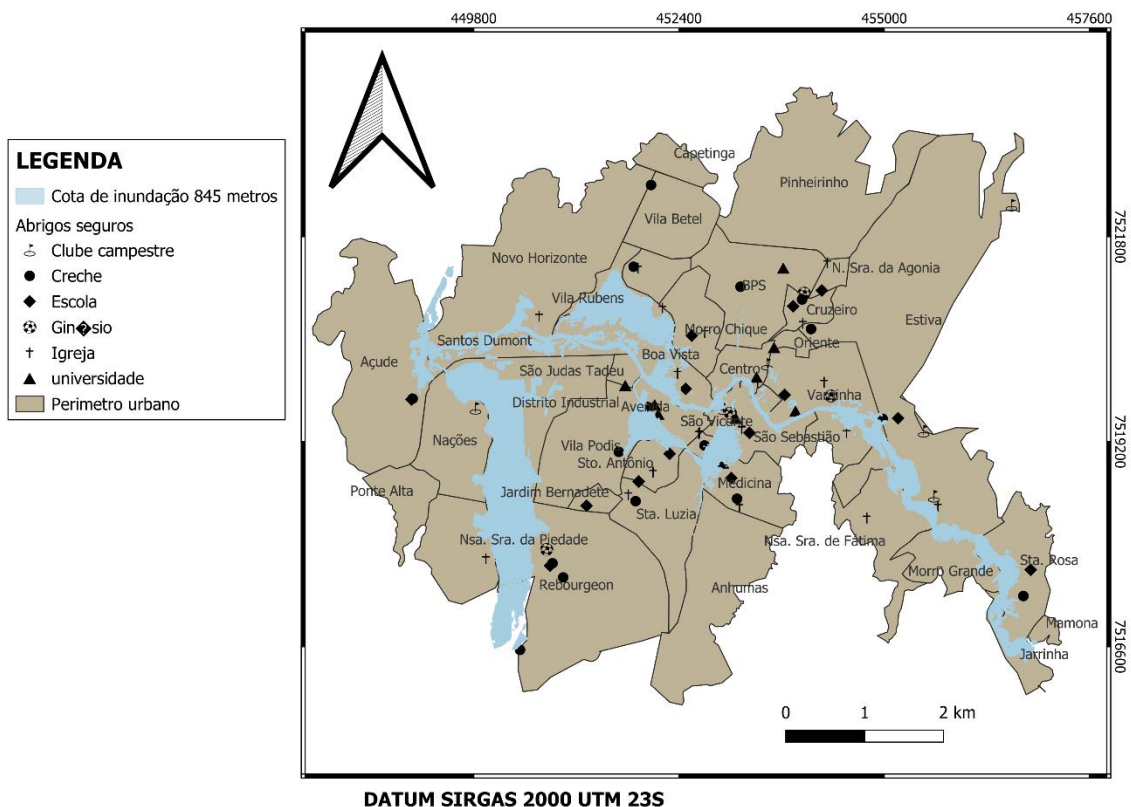 449800
452400
455000
457600
LEGENDA
Cota de inundação 845 metros
Abrigos seguros
Clube campestre
Creche
Escola
Gin�sio
Igreja
universidade
Perimetro urbano
Capetinga
Pinheirinho
Vila Betel
7521800
Novo Horizonte
N. Sra. da Agonia
Vila Rubens
BPS
Cruzeiro
Estiva
Morro Chique
Santos Dumont
Oriente
Boa Vista
Açude
São Judas Tadeu
Centro
Distrito Industrial
Avenida
Varginha
São Vicente
Nações
Vila Podis
São Sebastião
7519200
Sto. Antônio
Medicina
Ponte Alta
Jardim Bernadete
Sta. Luzia
Nsa. Sra. da Piedade
Nsa. Sra. de Fátima
Sta. Rosa
Morro Grande
Rebourgeon
Anhumas
Mamona
Jarrinha
7516600
0 1 2 km
DATUM SIRGAS 2000 UTM 23S